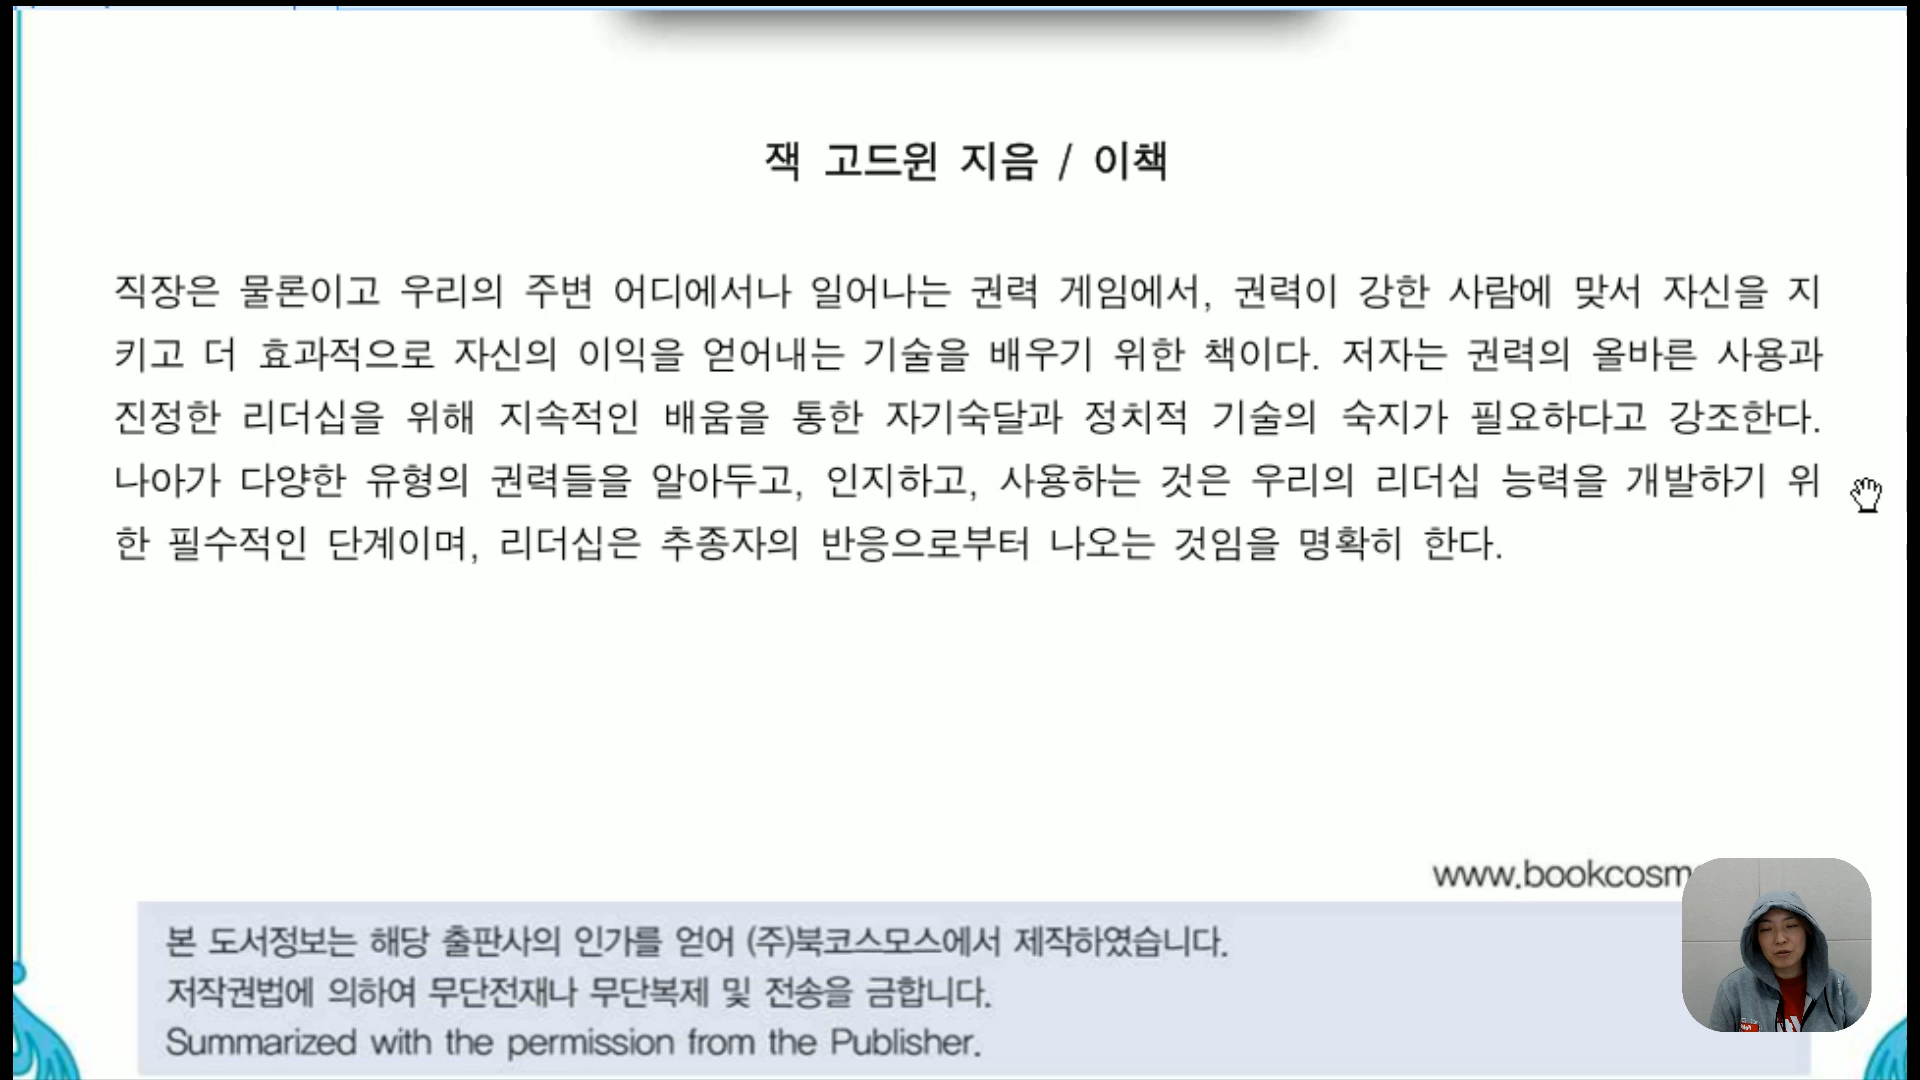 잭 고드윈 지음 / 이책
직장은 물론이고 우리의 주변 어디에서나 일어나는 권력 게임에서, 권력이 강한 사람에 맞서 자신을 지
키고 더 효과적으로 자신의 이익을 얻어내는 기술을 배우기 위한 책이다. 저자는 권력의 올바른 사용과
진정한 리더십을 위해 지속적인 배움을 통한 자기숙달과 정치적 기술의 숙지가 필요하다고 강조한다.
나아가 다양한 유형의 권력들을 알아두고, 인지하고, 사용하는 것은 우리의 리더십 능력을 개발하기 위
한 필수적인 단계이며, 리더십은 추종자의 반응으로부터 나오는 것임을 명확히 한다.
www.bookcosm
본 도서정보는 해당 출판사의 인가를 얻어 (주)북코스모스에서 제작하였습니다.
저작권법에 의하여 무단전재나 무단복제 및 전송을 금합니다.
Summarized with the permission from the Publisher.